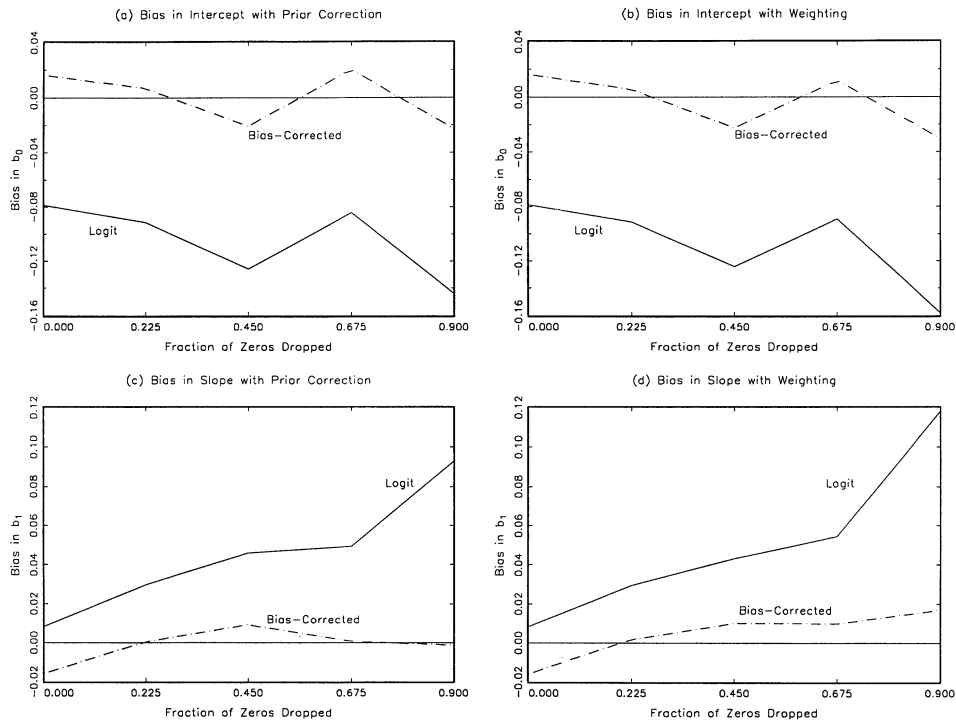 (a) Bias in Intercept with Prior Correction
0.04
0.00
-0.04
-0.08
-0.12
-0.16
Bias in b0
Bias-Corrected
Logit
0.000 0.225 0.450 0.675 0.900
Fraction of Zeros Dropped
(b) Bias in Intercept with Weighting
0.04
0.00
-0.04
-0.08
-0.12
-0.16
Bias in b0
Bias-Corrected
Logit
0.000 0.225 0.450 0.675 0.900
Fraction of Zeros Dropped
(c) Bias in Slope with Prior Correction
0.12
0.10
0.08
0.06
0.04
0.02
0.00
-0.02
Bias in b1
Logit
Bias-Corrected
0.000 0.225 0.450 0.675 0.900
Fraction of Zeros Dropped
(d) Bias in Slope with Weighting
0.12
0.10
0.08
0.06
0.04
0.02
0.00
-0.02
Bias in b1
Logit
Bias-Corrected
0.000 0.225 0.450 0.675 0.900
Fraction of Zeros Dropped